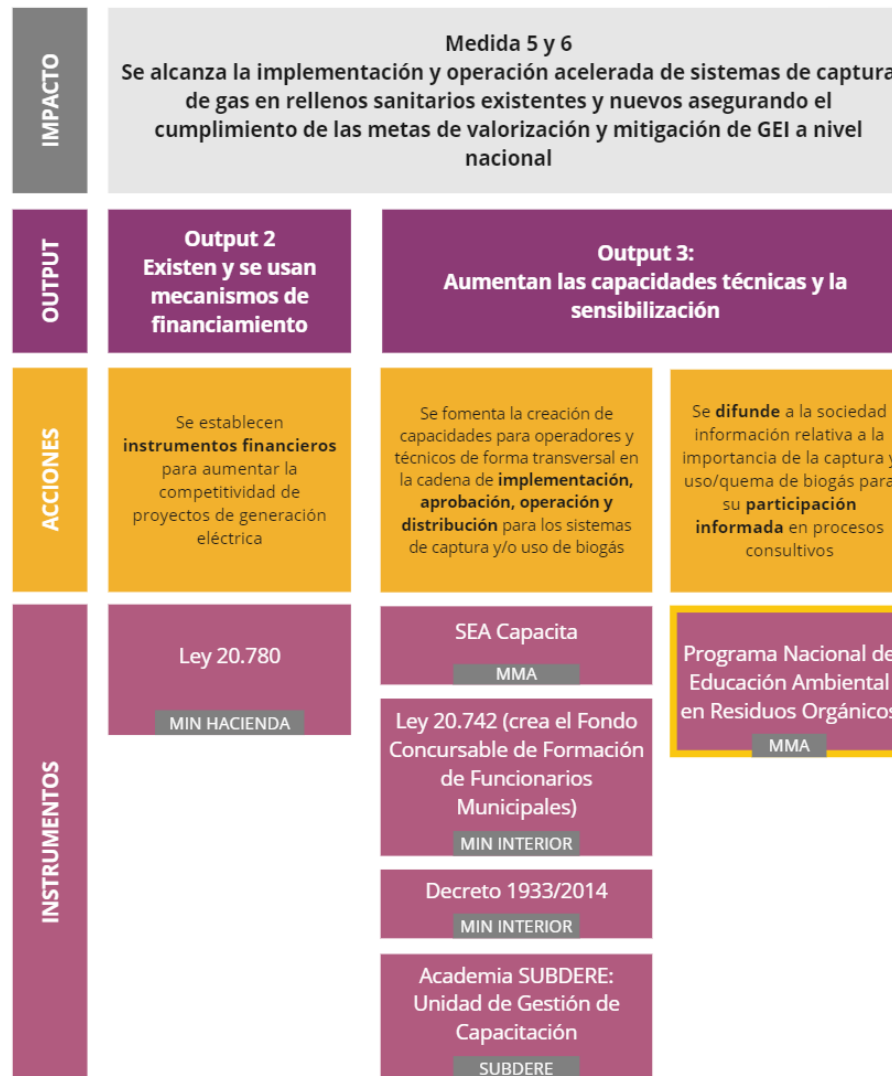 IMPACTO
Medida 5 y 6
Se alcanza la implementación y operación acelerada de sistemas de captura
de gas en rellenos sanitarios existentes y nuevos asegurando el
cumplimiento de las metas de valorización y mitigación de GEI a nivel
nacional
OUTPUT
Output 2
Existen y se usan
mecanismos de
financiamiento
Output 3:
Aumentan las capacidades técnicas y la
sensibilización
ACCIONES
Se establecen
instrumentos financieros
para aumentar la
competitividad de
proyectos de generación
eléctrica
Se fomenta la creación de
capacidades para operadores y
técnicos de forma transversal en
la cadena de implementación,
aprobación, operación y
distribución para los sistemas
de captura y/o uso de biogás
Se difunde a la sociedad
información relativa a la
importancia de la captura y
uso/quema de biogás para
su participación
informada en procesos
consultivos
INSTRUMENTOS
Ley 20.780
MIN HACIENDA
SEA Capacita
MMA
Ley 20.742 (crea el Fondo
Concursable de Formación
de Funcionarios
Municipales)
MIN INTERIOR
Decreto 1933/2014
MIN INTERIOR
Academia SUBDERE:
Unidad de Gestión de
Capacitación
SUBDERE
Programa Nacional de
Educación Ambiental
en Residuos Orgánicos
MMA